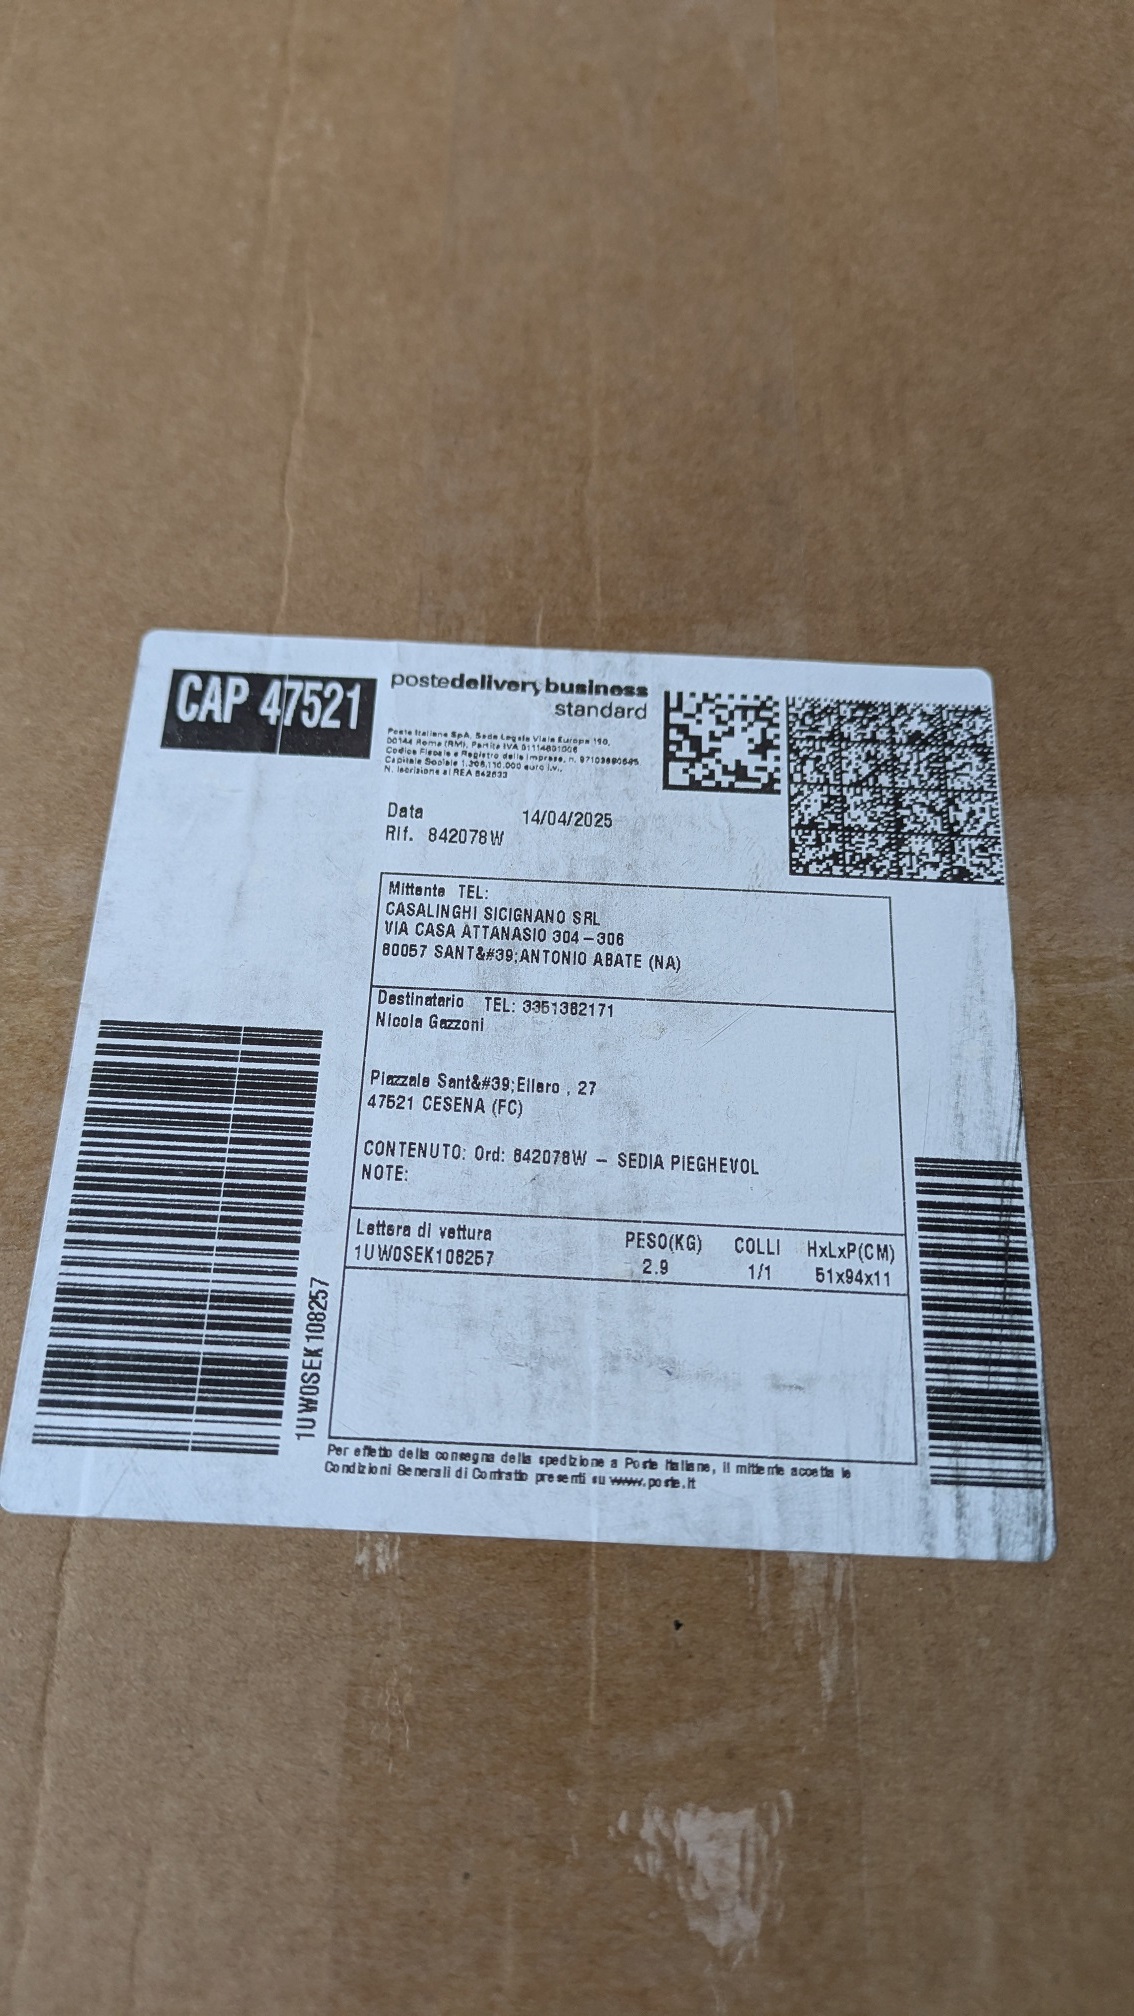 CAP 47521
postedeliverybusiness
standard
Poste Italiane SpA, Sede Legale Viale Europa 190,
00144 Roma (RM), Partita IVA 01114601006
Codice Fiscale e Registro delle Imprese, n. 97103880585
Capitale Sociale 1.306.110.000 euro i.v..
N. Iscrizione al REA 842633
Data 14/04/2025
Rif. 842078W
Mittente TEL:
CASALINGHI SICIGNANO SRL
VIA CASA ATTANASIO 304-306
80057 SANT&#39;ANTONIO ABATE (NA)
Destinatario TEL: 3351382171
Nicola Gazzoni
Piazzale Sant&#39;Ellero , 27
47521 CESENA (FC)
CONTENUTO: Ord: 842078W - SEDIA PIEGHEVOL
NOTE:
Lettera di vettura PESO(KG) COLLI HxLxP(CM)
1UW0SEK108257 2.9 1/1 51x94x11
1UW0SEK108257
Per effetto della consegna della spedizione a Poste Italiane, il mittente accetta le
Condizioni Generali di Contratto presenti su www.poste.it